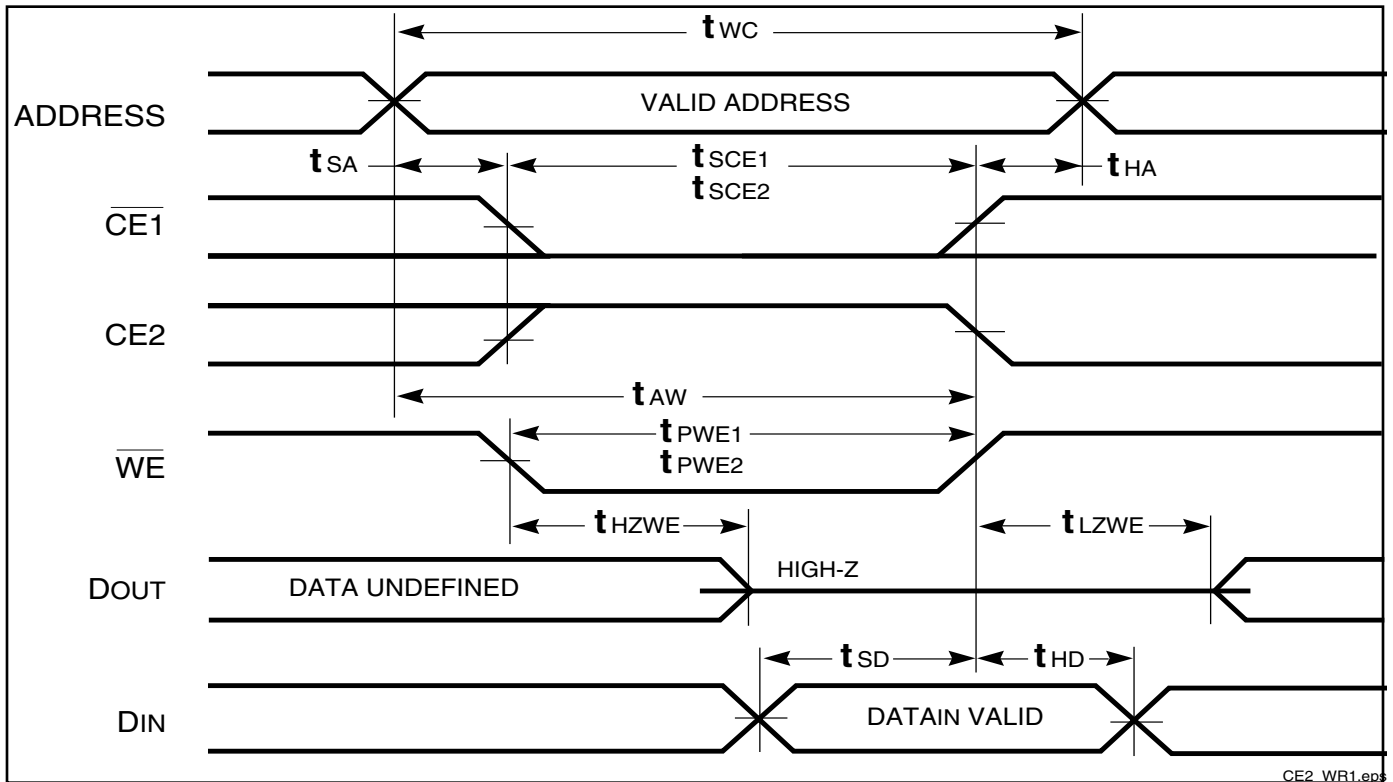 tWC
ADDRESS
VALID ADDRESS
tSA
tSCE1
tSCE2
tHA
CE1
CE2
tAW
tPWE1
tPWE2
WE
tHZWE
tLZWE
DOUT
DATA UNDEFINED
HIGH-Z
tSD
tHD
DIN
DATAIN VALID
CE2_WR1.eps